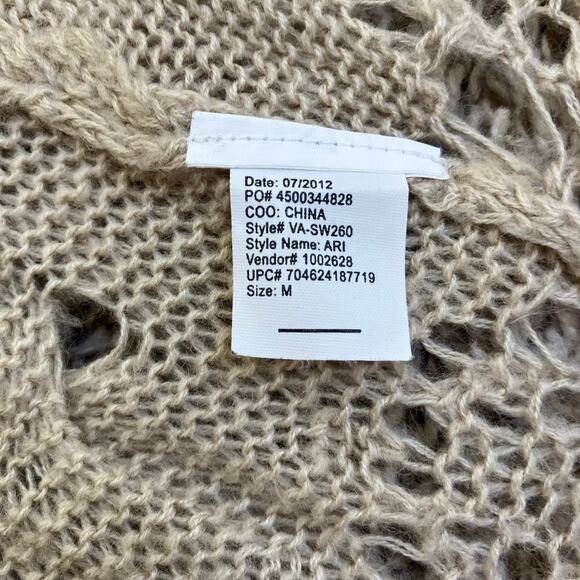 Date: 07/2012
PO# 4500344828
COO: CHINA
Style# VA-SW260
Style Name: ARI
Vendor# 1002628
UPC# 704624187719
Size: M